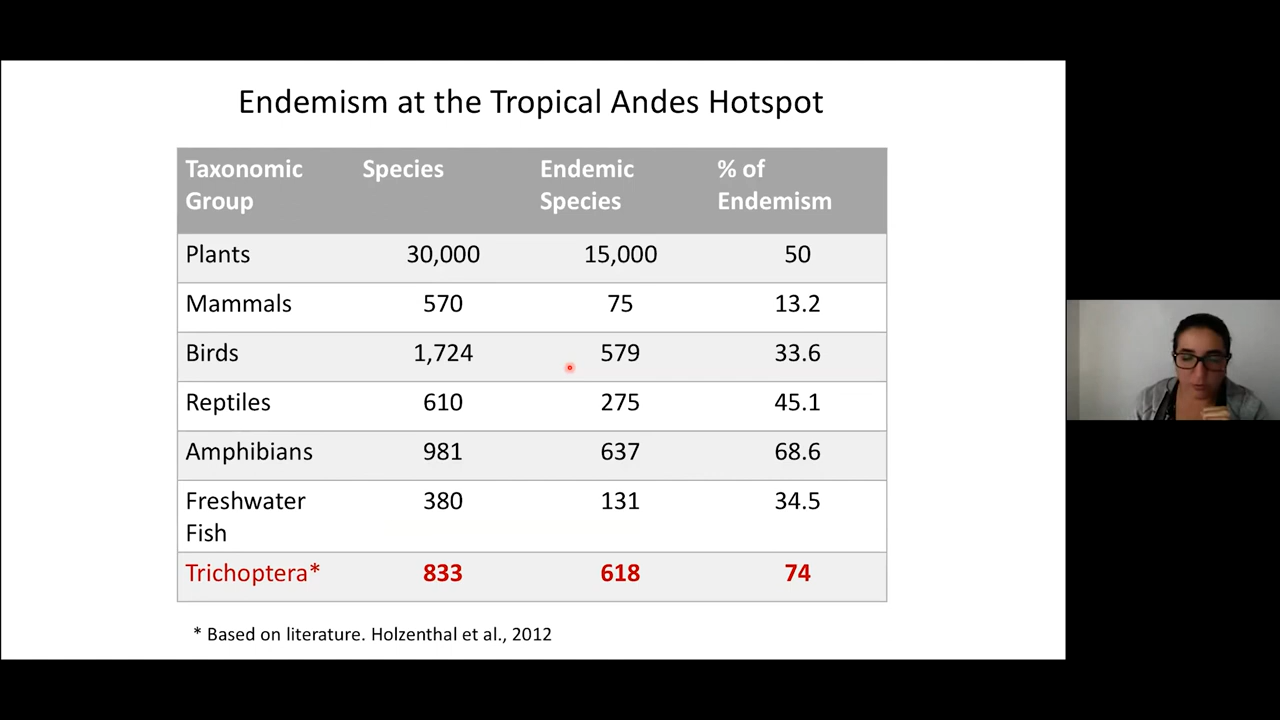 Endemism at the Tropical Andes Hotspot
Taxonomic Group Species Endemic Species % of Endemism
Plants 30,000 15,000 50
Mammals 570 75 13.2
Birds 1,724 579 33.6
Reptiles 610 275 45.1
Amphibians 981 637 68.6
Freshwater Fish 380 131 34.5
Trichoptera* 833 618 74
* Based on literature. Holzenthal et al., 2012